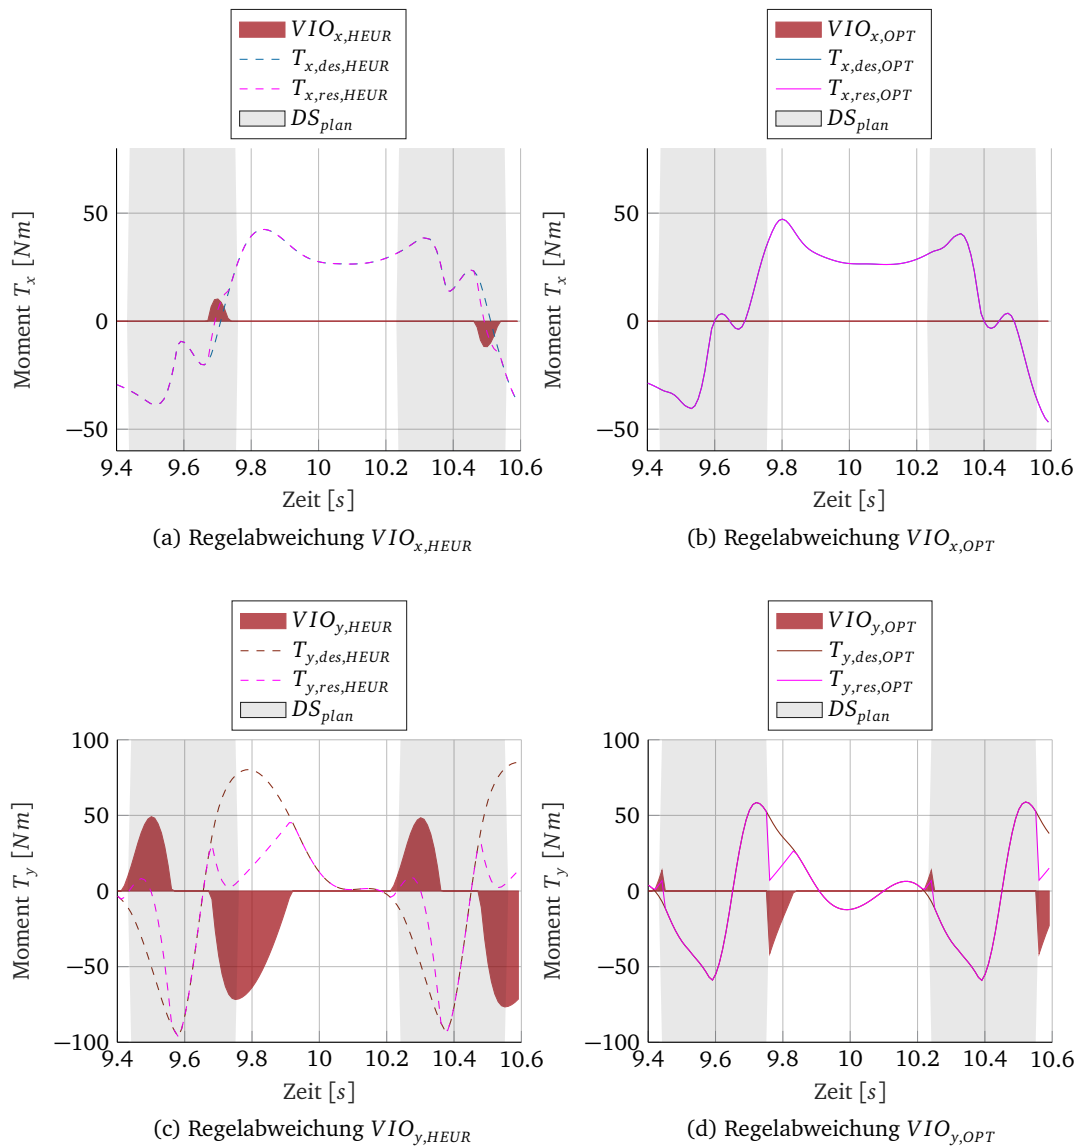 VIO_{x,HEUR}
T_{x,des,HEUR}
T_{x,res,HEUR}
DS_{plan}
50
0
−50
Moment T_x [Nm]
9.4 9.6 9.8 10 10.2 10.4 10.6
Zeit [s]
(a) Regelabweichung VIO_{x,HEUR}
VIO_{x,OPT}
T_{x,des,OPT}
T_{x,res,OPT}
DS_{plan}
50
0
−50
Moment T_x [Nm]
9.4 9.6 9.8 10 10.2 10.4 10.6
Zeit [s]
(b) Regelabweichung VIO_{x,OPT}
VIO_{y,HEUR}
T_{y,des,HEUR}
T_{y,res,HEUR}
DS_{plan}
100
50
0
−50
−100
Moment T_y [Nm]
9.4 9.6 9.8 10 10.2 10.4 10.6
Zeit [s]
(c) Regelabweichung VIO_{y,HEUR}
VIO_{y,OPT}
T_{y,des,OPT}
T_{y,res,OPT}
DS_{plan}
100
50
0
−50
−100
Moment T_y [Nm]
9.4 9.6 9.8 10 10.2 10.4 10.6
Zeit [s]
(d) Regelabweichung VIO_{y,OPT}